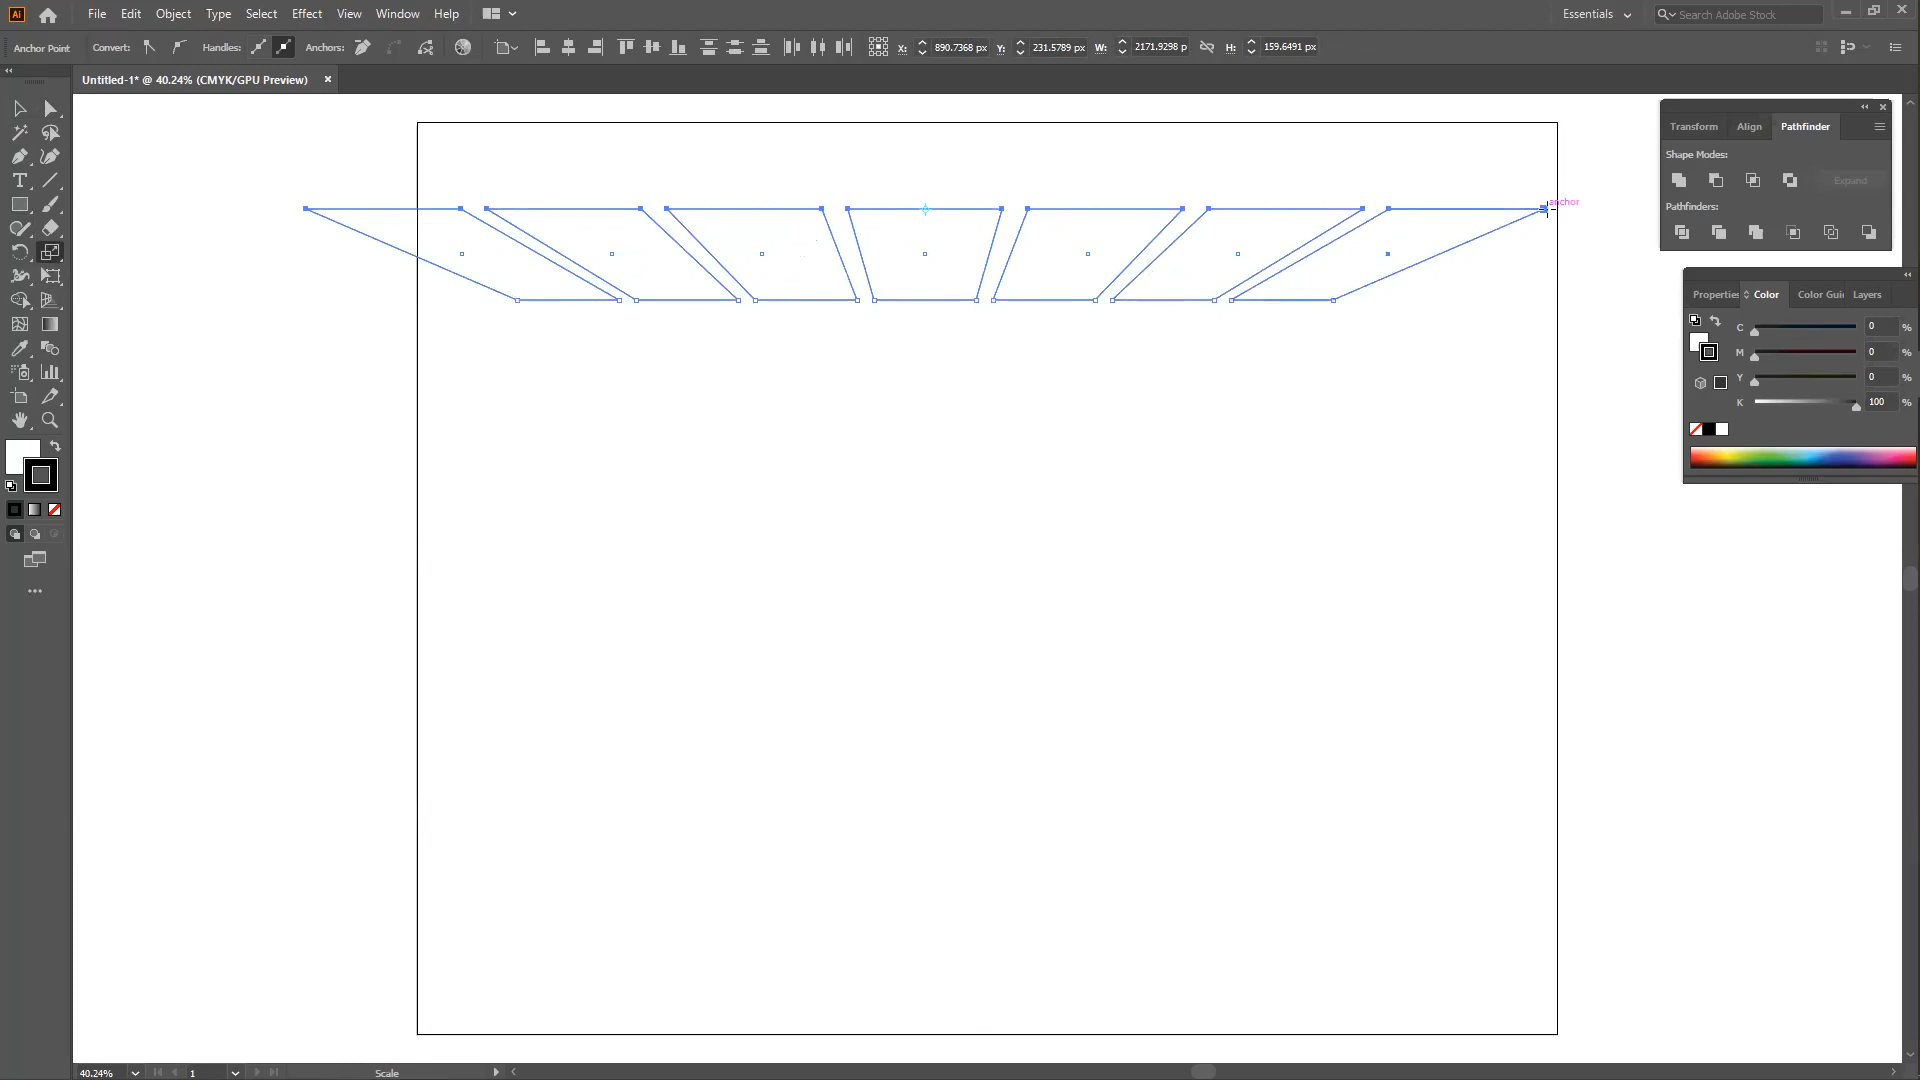 Ai File Edit Object Type Select Effect View Window Help Essentials Search Adobe Stock
Anchor Point Convert: Handles: Anchors: X: 890.7368 px Y: 231.5789 px W: 2171.9298 p H: 159.6491 px
Untitled-1* @ 40.24% (CMYK/GPU Preview) ×
Transform Align Pathfinder
Shape Modes:
Expand
Pathfinders:
anchor
Properties Color Color Gui Layers
C 0 %
M 0 %
Y 0 %
K 100 %
40.24% 1 Scale